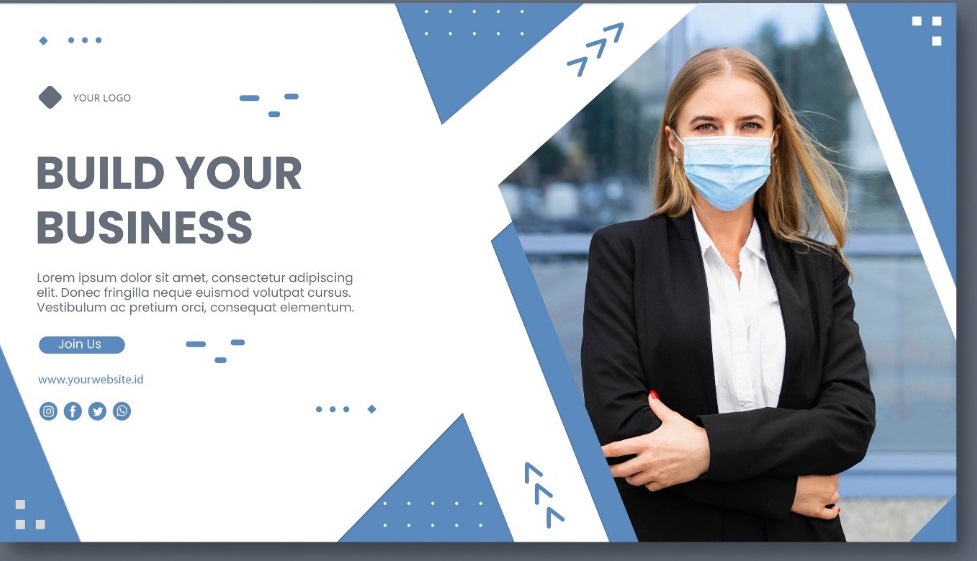 YOUR LOGO
BUILD YOUR
BUSINESS
Lorem ipsum dolor sit amet, consectetur adipiscing
elit. Donec fringilla neque euismod volutpat cursus.
Vestibulum ac pretium orci, consequat elementum.
Join Us
www.yourwebsite.id